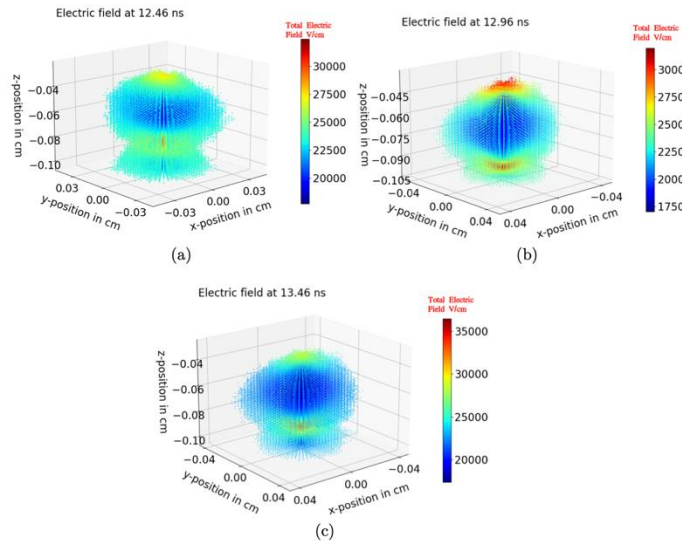 Electric field at 12.46 ns
Total Electric
Field V/cm
z-position in cm
−0.04
−0.06
−0.08
−0.10
30000
27500
25000
22500
20000
0.03
0.00
−0.03
y-position in cm
−0.03
0.00
0.03
x-position in cm
(a)
Electric field at 12.96 ns
Total Electric
Field V/cm
z-position in cm
−0.045
−0.060
−0.075
−0.090
−0.105
3000
2750
2500
2250
2000
1750
−0.04
0.00
0.04
y-position in cm
0.04
0.00
−0.04
x-position in cm
(b)
Electric field at 13.46 ns
Total Electric
Field V/cm
z-position in cm
−0.04
−0.06
−0.08
−0.10
35000
30000
25000
20000
−0.04
0.00
0.04
y-position in cm
0.04
0.00
−0.04
x-position in cm
(c)